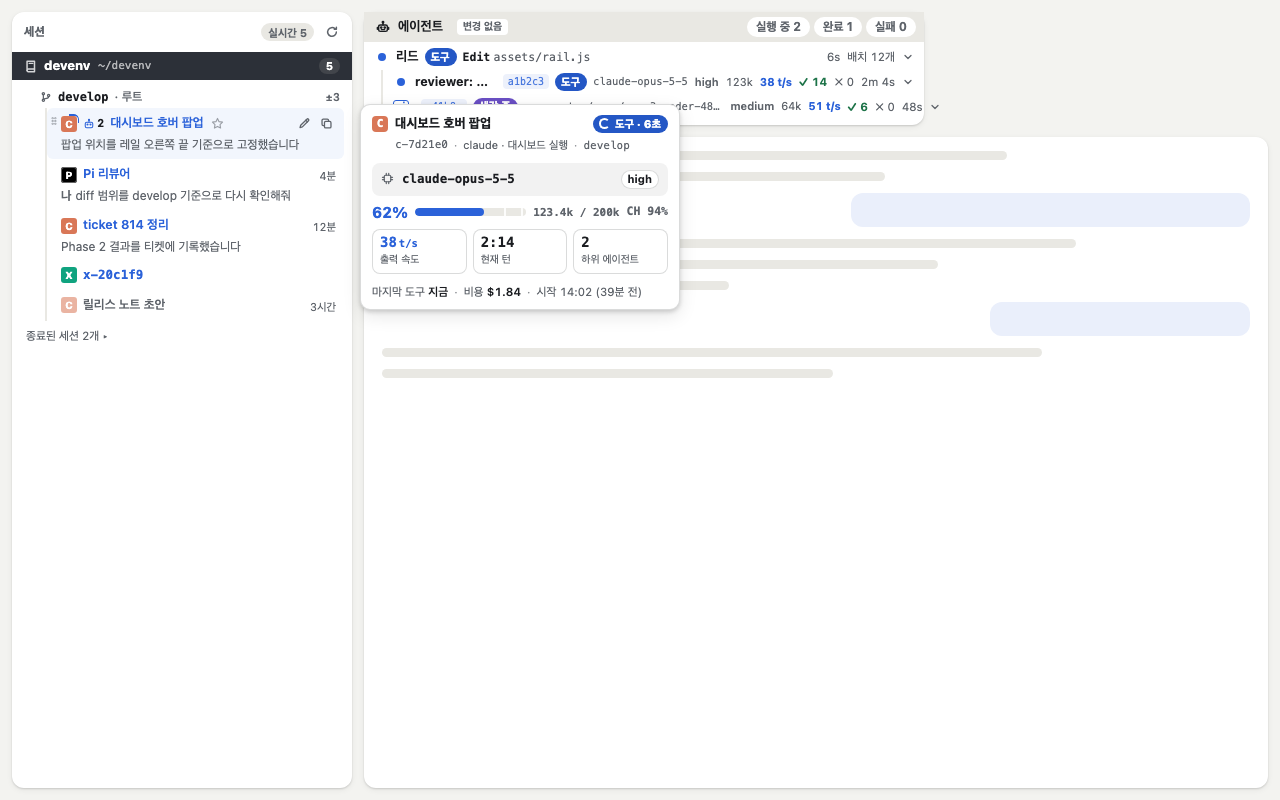 세션
실시간 5
devenv ~/devenv
5
develop · 루트
±3
C 2 대시보드 호버 팝업
팝업 위치를 레일 오른쪽 끝 기준으로 고정했습니다
P Pi 리뷰어
4분
나 diff 범위를 develop 기준으로 다시 확인해줘
C ticket 814 정리
12분
Phase 2 결과를 티켓에 기록했습니다
X x-20c1f9
C 릴리스 노트 초안
3시간
종료된 세션 2개 ▸
에이전트 변경 없음
실행 중 2 완료 1 실패 0
리드 도구 Edit assets/rail.js
6s 배치 12개
reviewer: … a1b2c3 도구 claude-opus-5-5 high 123k 38 t/s ✓ 14 × 0 2m 4s
medium 64k 51 t/s ✓ 6 × 0 48s
C 대시보드 호버 팝업
도구 · 6초
c-7d21e0 · claude · 대시보드 실행 · develop
claude-opus-5-5
high
62%
123.4k / 200k CH 94%
38 t/s
출력 속도
2:14
현재 턴
2
하위 에이전트
마지막 도구 지금 · 비용 $1.84 · 시작 14:02 (39분 전)